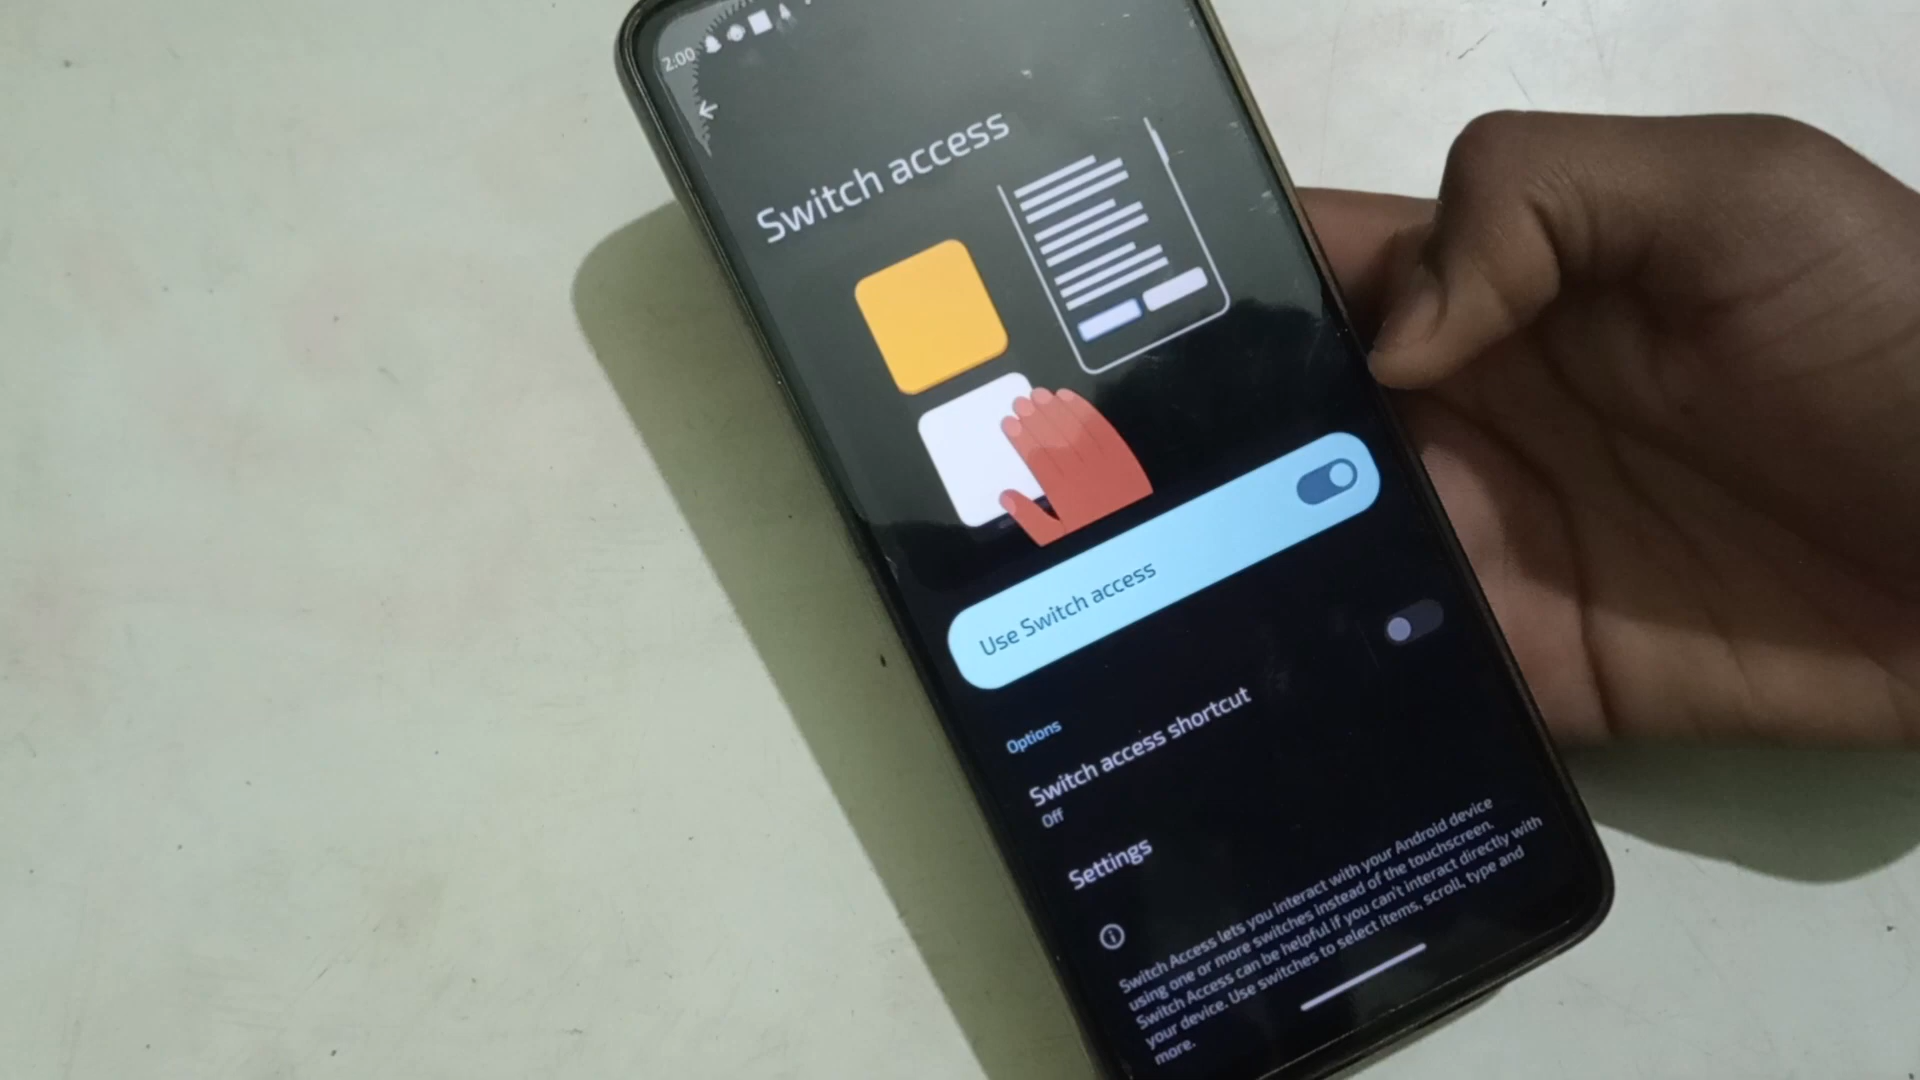 2:00
Switch access
Use Switch access
Options
Switch access shortcut
Off
Settings
Switch Access lets you interact with your Android device
using one or more switches instead of the touchscreen.
Switch Access can be helpful if you can't interact directly with
your device. Use switches to select items, scroll, type and
more.